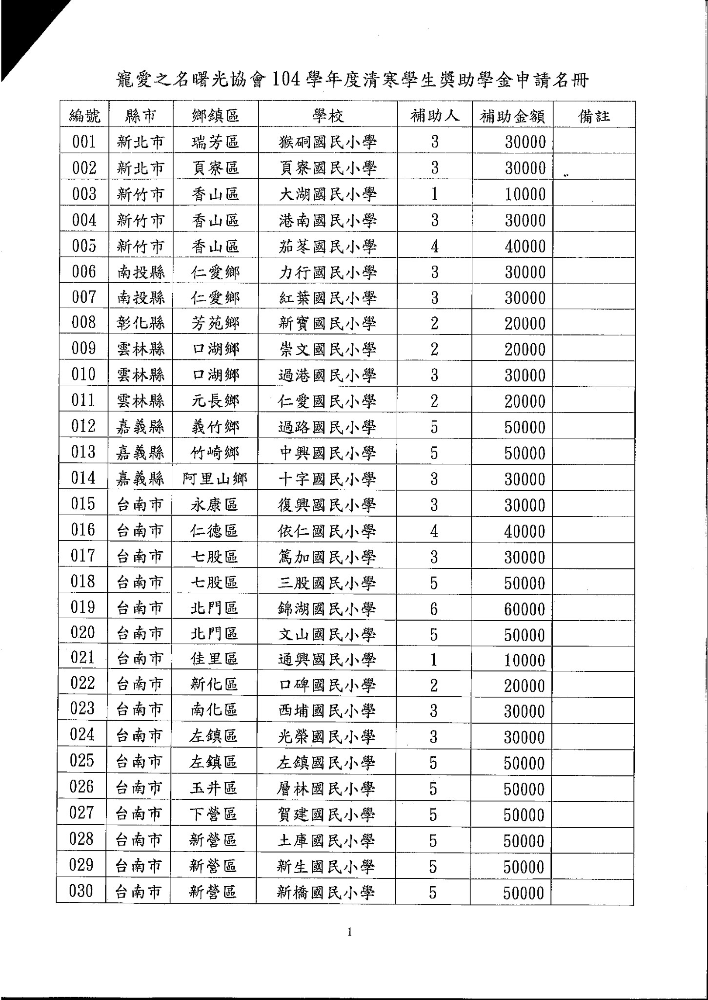 寵愛之名曙光協會 104 學年度清寒學生獎助學金申請名冊
編號 縣市 鄉鎮區 學校 補助人 補助金額 備註
001 新北市 瑞芳區 猴硐國民小學 3 30000
002 新北市 頁寮區 頁寮國民小學 3 30000
003 新竹市 香山區 大湖國民小學 1 10000
004 新竹市 香山區 港南國民小學 3 30000
005 新竹市 香山區 茄苳國民小學 4 40000
006 南投縣 仁愛鄉 力行國民小學 3 30000
007 南投縣 仁愛鄉 紅葉國民小學 3 30000
008 彰化縣 芳苑鄉 新寶國民小學 2 20000
009 雲林縣 口湖鄉 崇文國民小學 2 20000
010 雲林縣 口湖鄉 過港國民小學 3 30000
011 雲林縣 元長鄉 仁愛國民小學 2 20000
012 嘉義縣 義竹鄉 過路國民小學 5 50000
013 嘉義縣 竹崎鄉 中興國民小學 5 50000
014 嘉義縣 阿里山鄉 十字國民小學 3 30000
015 台南市 永康區 復興國民小學 3 30000
016 台南市 仁德區 依仁國民小學 4 40000
017 台南市 七股區 篤加國民小學 3 30000
018 台南市 七股區 三股國民小學 5 50000
019 台南市 北門區 錦湖國民小學 6 60000
020 台南市 北門區 文山國民小學 5 50000
021 台南市 佳里區 通興國民小學 1 10000
022 台南市 新化區 口碑國民小學 2 20000
023 台南市 南化區 西埔國民小學 3 30000
024 台南市 左鎮區 光榮國民小學 3 30000
025 台南市 左鎮區 左鎮國民小學 5 50000
026 台南市 玉井區 層林國民小學 5 50000
027 台南市 下營區 賀建國民小學 5 50000
028 台南市 新營區 土庫國民小學 5 50000
029 台南市 新營區 新生國民小學 5 50000
030 台南市 新營區 新橋國民小學 5 50000
1